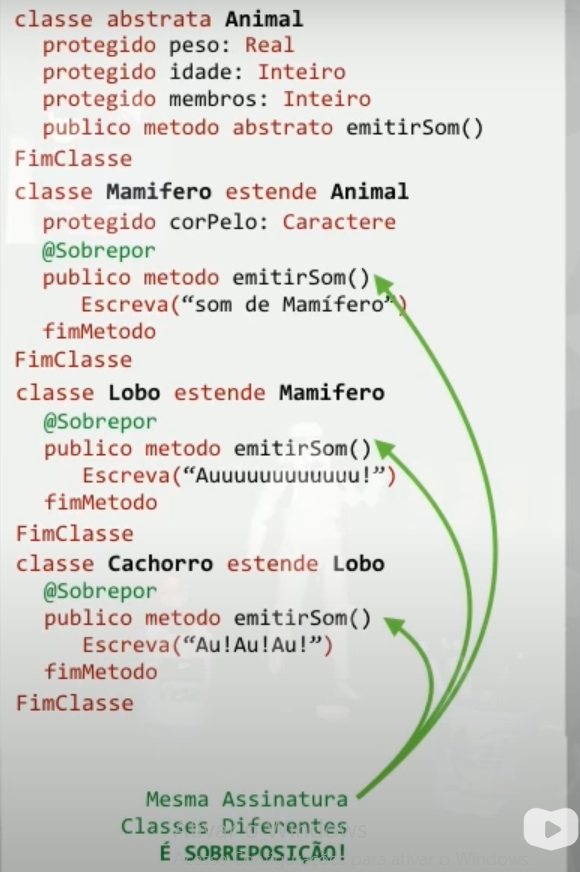 classe abstrata Animal
protegido peso: Real
protegido idade: Inteiro
protegido membros: Inteiro
publico metodo abstrato emitirSom()
FimClasse
classe Mamifero estende Animal
protegido corPelo: Caractere
@Sobrepor
publico metodo emitirSom()
Escreva(“som de Mamífero”)
fimMetodo
FimClasse
classe Lobo estende Mamifero
@Sobrepor
publico metodo emitirSom()
Escreva(“Auuuuuuuuuuuu!”)
fimMetodo
FimClasse
classe Cachorro estende Lobo
@Sobrepor
publico metodo emitirSom()
Escreva(“Au!Au!Au!”)
fimMetodo
FimClasse
Mesma Assinatura
Classes Diferentes
É SOBREPOSIÇÃO!
Ativar o Windows
para ativar o Windows.